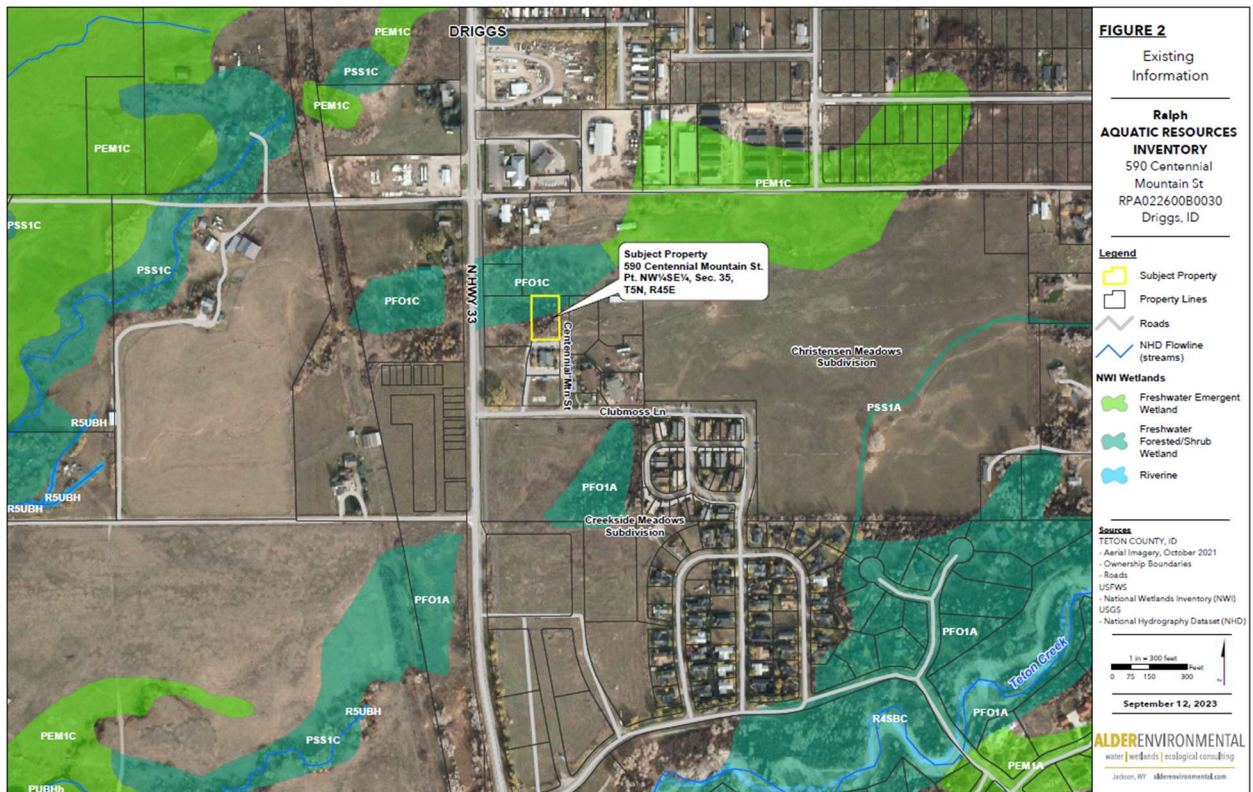 DRIGGS
PEM1C
PSS1C
PEM1C
PEM1C
PEM1C
PSS1C
PSS1C
PFO1C
PFO1C
N HWY 33
Subject Property
590 Centennial Mountain St.
Pt. NW¼SE¼, Sec. 35,
T5N, R45E
Centennial Mtn St
Christensen Meadows
Subdivision
PSS1A
Clubmoss Ln
R5UBH
R5UBH
R5UBH
PFO1A
Creekside Meadows
Subdivision
PFO1A
PFO1A
Teton Creek
R5UBH
PSS1C
PEM1C
PUBHh
R4SBC
PFO1A
PEM1A
FIGURE 2
Existing
Information
Ralph
AQUATIC RESOURCES
INVENTORY
590 Centennial
Mountain St
RPA022600B0030
Driggs, ID
Legend
Subject Property
Property Lines
Roads
NHD Flowline
(streams)
NWI Wetlands
Freshwater Emergent
Wetland
Freshwater
Forested/Shrub
Wetland
Riverine
Sources
TETON COUNTY, ID
- Aerial Imagery, October 2021
- Ownership Boundaries
- Roads
USFWS
- National Wetlands Inventory (NWI)
USGS
- National Hydrography Dataset (NHD)
1 in = 300 feet
Feet
0 75 150 300
N
September 12, 2023
ALDERENVIRONMENTAL
water | wetlands | ecological consulting
Jackson, WY alderenvironmental.com